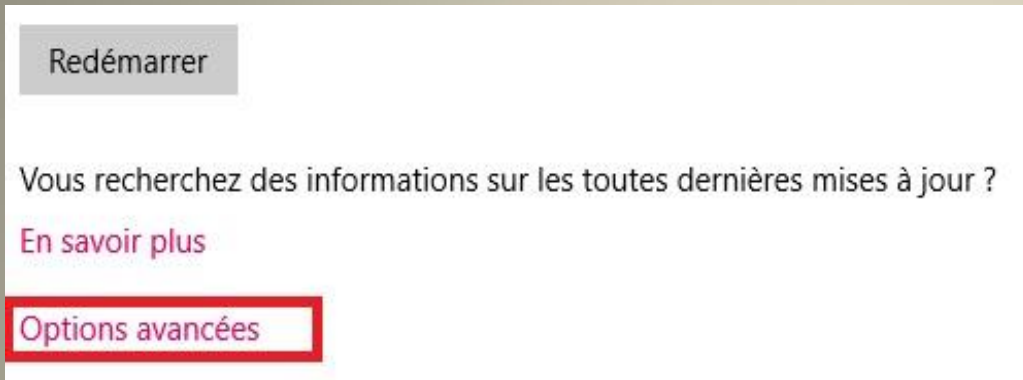 Redémarrer
Vous recherchez des informations sur les toutes dernières mises à jour ?
En savoir plus
Options avancées